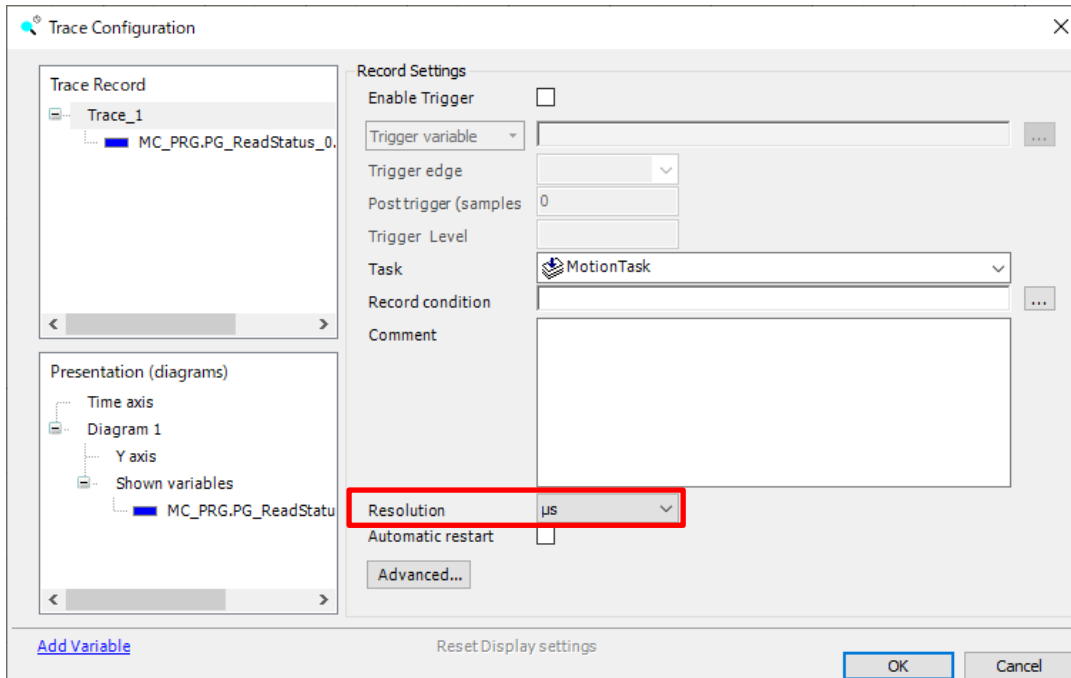 Trace Configuration
Trace Record
Trace_1
MC_PRG.PG_ReadStatus_0.
Presentation (diagrams)
Time axis
Diagram 1
Y axis
Shown variables
MC_PRG.PG_ReadStatu
Add Variable
Record Settings
Enable Trigger
Trigger variable
...
Trigger edge
Post trigger (samples
0
Trigger Level
Task
MotionTask
Record condition
...
Comment
Resolution
µs
Automatic restart
Advanced...
Reset Display settings
OK
Cancel